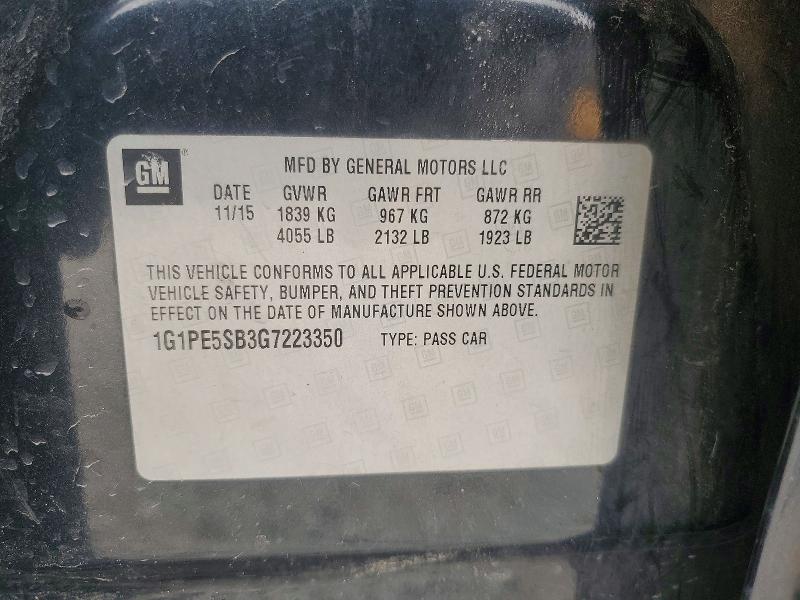 GM
MFD BY GENERAL MOTORS LLC
DATE GVWR GAWR FRT GAWR RR
11/15 1839 KG 967 KG 872 KG
4055 LB 2132 LB 1923 LB
THIS VEHICLE CONFORMS TO ALL APPLICABLE U.S. FEDERAL MOTOR
VEHICLE SAFETY, BUMPER, AND THEFT PREVENTION STANDARDS IN
EFFECT ON THE DATE OF MANUFACTURE SHOWN ABOVE.
1G1PE5SB3G7223350 TYPE: PASS CAR